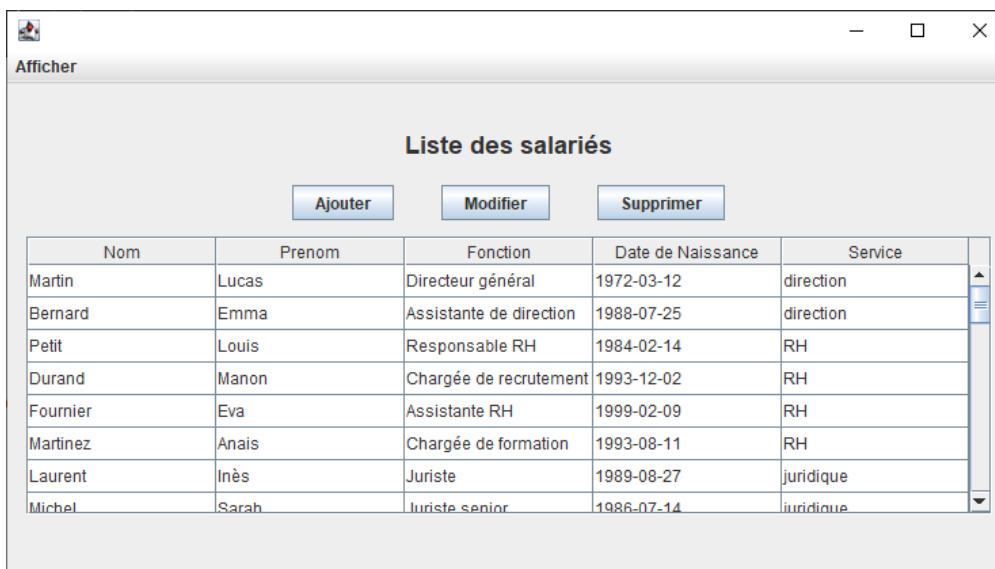 Afficher
Liste des salariés
Ajouter Modifier Supprimer
Nom Prenom Fonction Date de Naissance Service
Martin Lucas Directeur général 1972-03-12 direction
Bernard Emma Assistante de direction 1988-07-25 direction
Petit Louis Responsable RH 1984-02-14 RH
Durand Manon Chargée de recrutement 1993-12-02 RH
Fournier Eva Assistante RH 1999-02-09 RH
Martinez Anais Chargée de formation 1993-08-11 RH
Laurent Inès Juriste 1989-08-27 juridique
Michel Sarah Juriste senior 1986-07-14 juridique